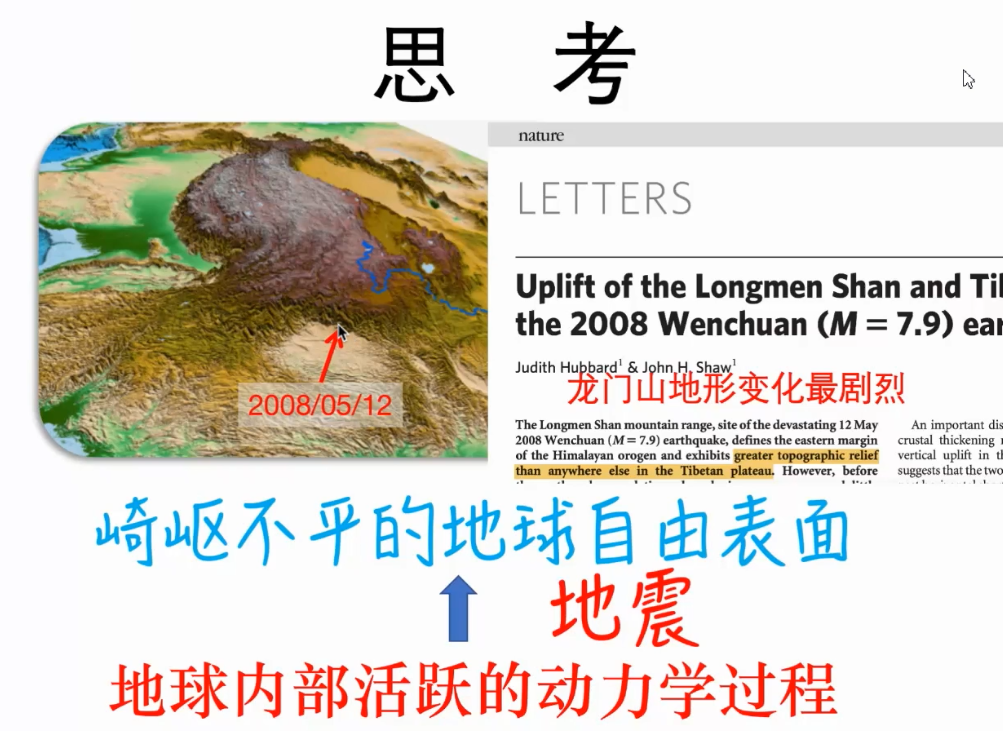 思 考
nature
LETTERS
Uplift of the Longmen Shan and
the 2008 Wenchuan (M = 7.9)
Judith Hubbard¹ & John H. Shaw¹
龙门山地形变化最剧烈
2008/05/12
The Longmen Shan mountain range, site of the devastating 12 May
2008 Wenchuan (M = 7.9) earthquake, defines the eastern margin
of the Himalayan orogen and exhibits greater topographic relief
than anywhere else in the Tibetan plateau. However, before
An important
crustal thickening
vertical uplift in
suggests that the two
崎岖不平的地球自由表面
地震
地球内部活跃的动力学过程